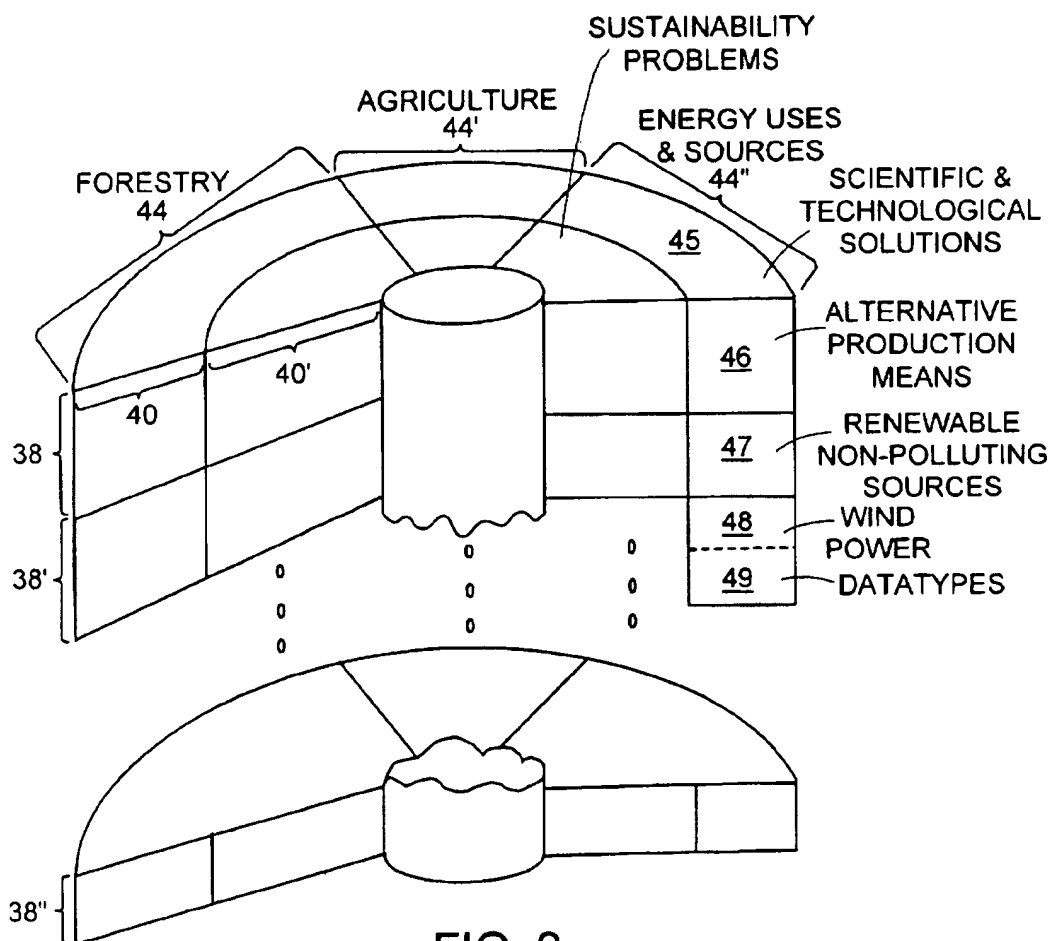 SUSTAINABILITY
PROBLEMS
AGRICULTURE
44'
ENERGY USES
& SOURCES
44"
FORESTRY
44
SCIENTIFIC &
TECHNOLOGICAL
SOLUTIONS
45
ALTERNATIVE
PRODUCTION
MEANS
46
40'
40
38
RENEWABLE
NON-POLLUTING
SOURCES
47
48
WIND
POWER
38'
49
DATATYPES
38"
FIG.